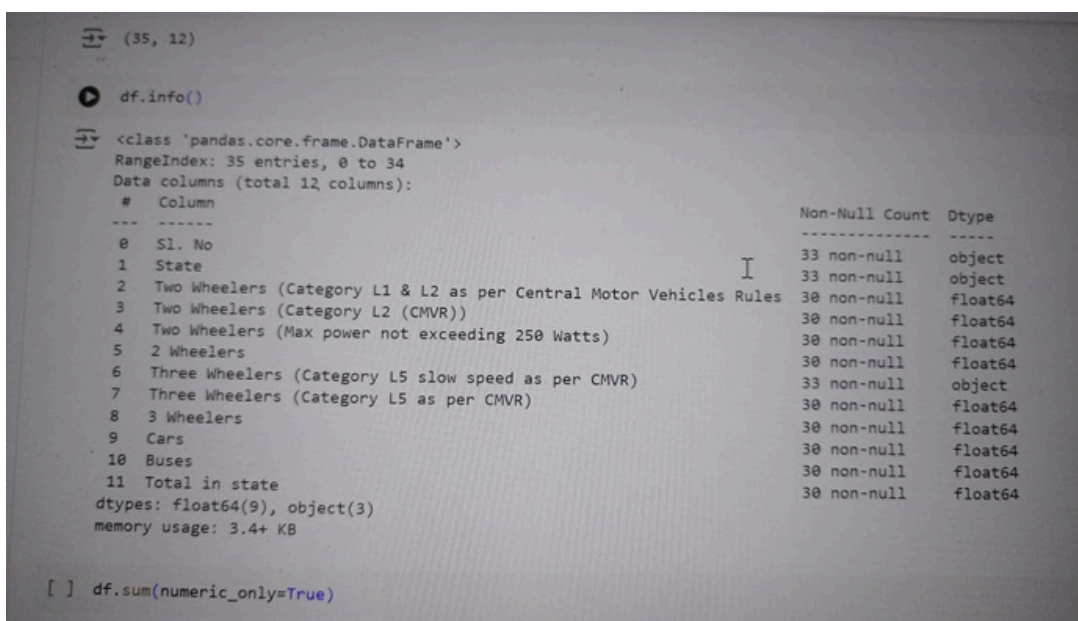 (35, 12)
df.info()
<class 'pandas.core.frame.DataFrame'>
RangeIndex: 35 entries, 0 to 34
Data columns (total 12 columns):
 #   Column                                                               Non-Null Count  Dtype
---  ------                                                               --------------  -----
 0   Sl. No                                                               33 non-null     object
 1   State                                                                33 non-null     object
 2   Two Wheelers (Category L1 & L2 as per Central Motor Vehicles Rules   30 non-null     float64
 3   Two Wheelers (Category L2 (CMVR))                                    30 non-null     float64
 4   Two Wheelers (Max power not exceeding 250 Watts)                     30 non-null     float64
 5   2 Wheelers                                                           30 non-null     float64
 6   Three Wheelers (Category L5 slow speed as per CMVR)                  33 non-null     object
 7   Three Wheelers (Category L5 as per CMVR)                             30 non-null     float64
 8   3 Wheelers                                                           30 non-null     float64
 9   Cars                                                                 30 non-null     float64
 10  Buses                                                                30 non-null     float64
 11  Total in state                                                       30 non-null     float64
dtypes: float64(9), object(3)
memory usage: 3.4+ KB
[ ] df.sum(numeric_only=True)